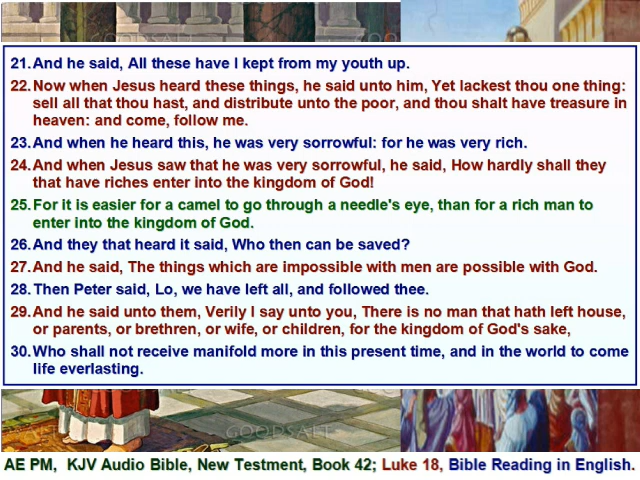 21.And he said, All these have I kept from my youth up.
22.Now when Jesus heard these things, he said unto him, Yet lackest thou one thing:
sell all that thou hast, and distribute unto the poor, and thou shalt have treasure in
heaven: and come, follow me.
23.And when he heard this, he was very sorrowful: for he was very rich.
24.And when Jesus saw that he was very sorrowful, he said, How hardly shall they
that have riches enter into the kingdom of God!
25.For it is easier for a camel to go through a needle's eye, than for a rich man to
enter into the kingdom of God.
26.And they that heard it said, Who then can be saved?
27.And he said, The things which are impossible with men are possible with God.
28.Then Peter said, Lo, we have left all, and followed thee.
29.And he said unto them, Verily I say unto you, There is no man that hath left house,
or parents, or brethren, or wife, or children, for the kingdom of God's sake,
30.Who shall not receive manifold more in this present time, and in the world to come
life everlasting.
GOODSALT
AE PM, KJV Audio Bible, New Testment, Book 42; Luke 18, Bible Reading in English.